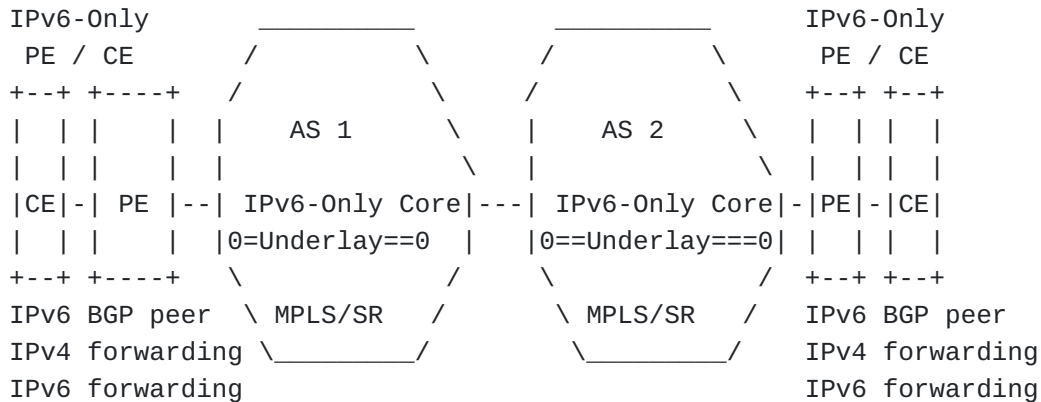 IPv6-Only                                           IPv6-Only
 PE / CE                                             PE / CE
AS 1                 AS 2
|CE|-| PE |--| IPv6-Only Core|---| IPv6-Only Core|-|PE|-|CE|
|0=Underlay==0  |   |0==Underlay===0|
IPv6 BGP peer  \ MPLS/SR   /       \ MPLS/SR   /   IPv6 BGP peer
IPv4 forwarding \_________/         \_________/    IPv4 forwarding
IPv6 forwarding                                    IPv6 forwarding